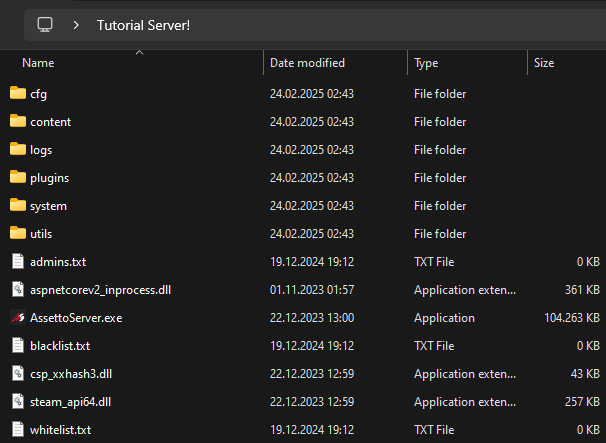 Tutorial Server!
Name Date modified Type Size
cfg 24.02.2025 02:43 File folder
content 24.02.2025 02:43 File folder
logs 24.02.2025 02:43 File folder
plugins 24.02.2025 02:43 File folder
system 24.02.2025 02:43 File folder
utils 24.02.2025 02:43 File folder
admins.txt 19.12.2024 19:12 TXT File 0 KB
aspnetcorev2_inprocess.dll 01.11.2023 01:57 Application exten... 361 KB
AssettoServer.exe 22.12.2023 13:00 Application 104.263 KB
blacklist.txt 19.12.2024 19:12 TXT File 0 KB
csp_xxhash3.dll 22.12.2023 12:59 Application exten... 43 KB
steam_api64.dll 22.12.2023 12:59 Application exten... 257 KB
whitelist.txt 19.12.2024 19:12 TXT File 0 KB